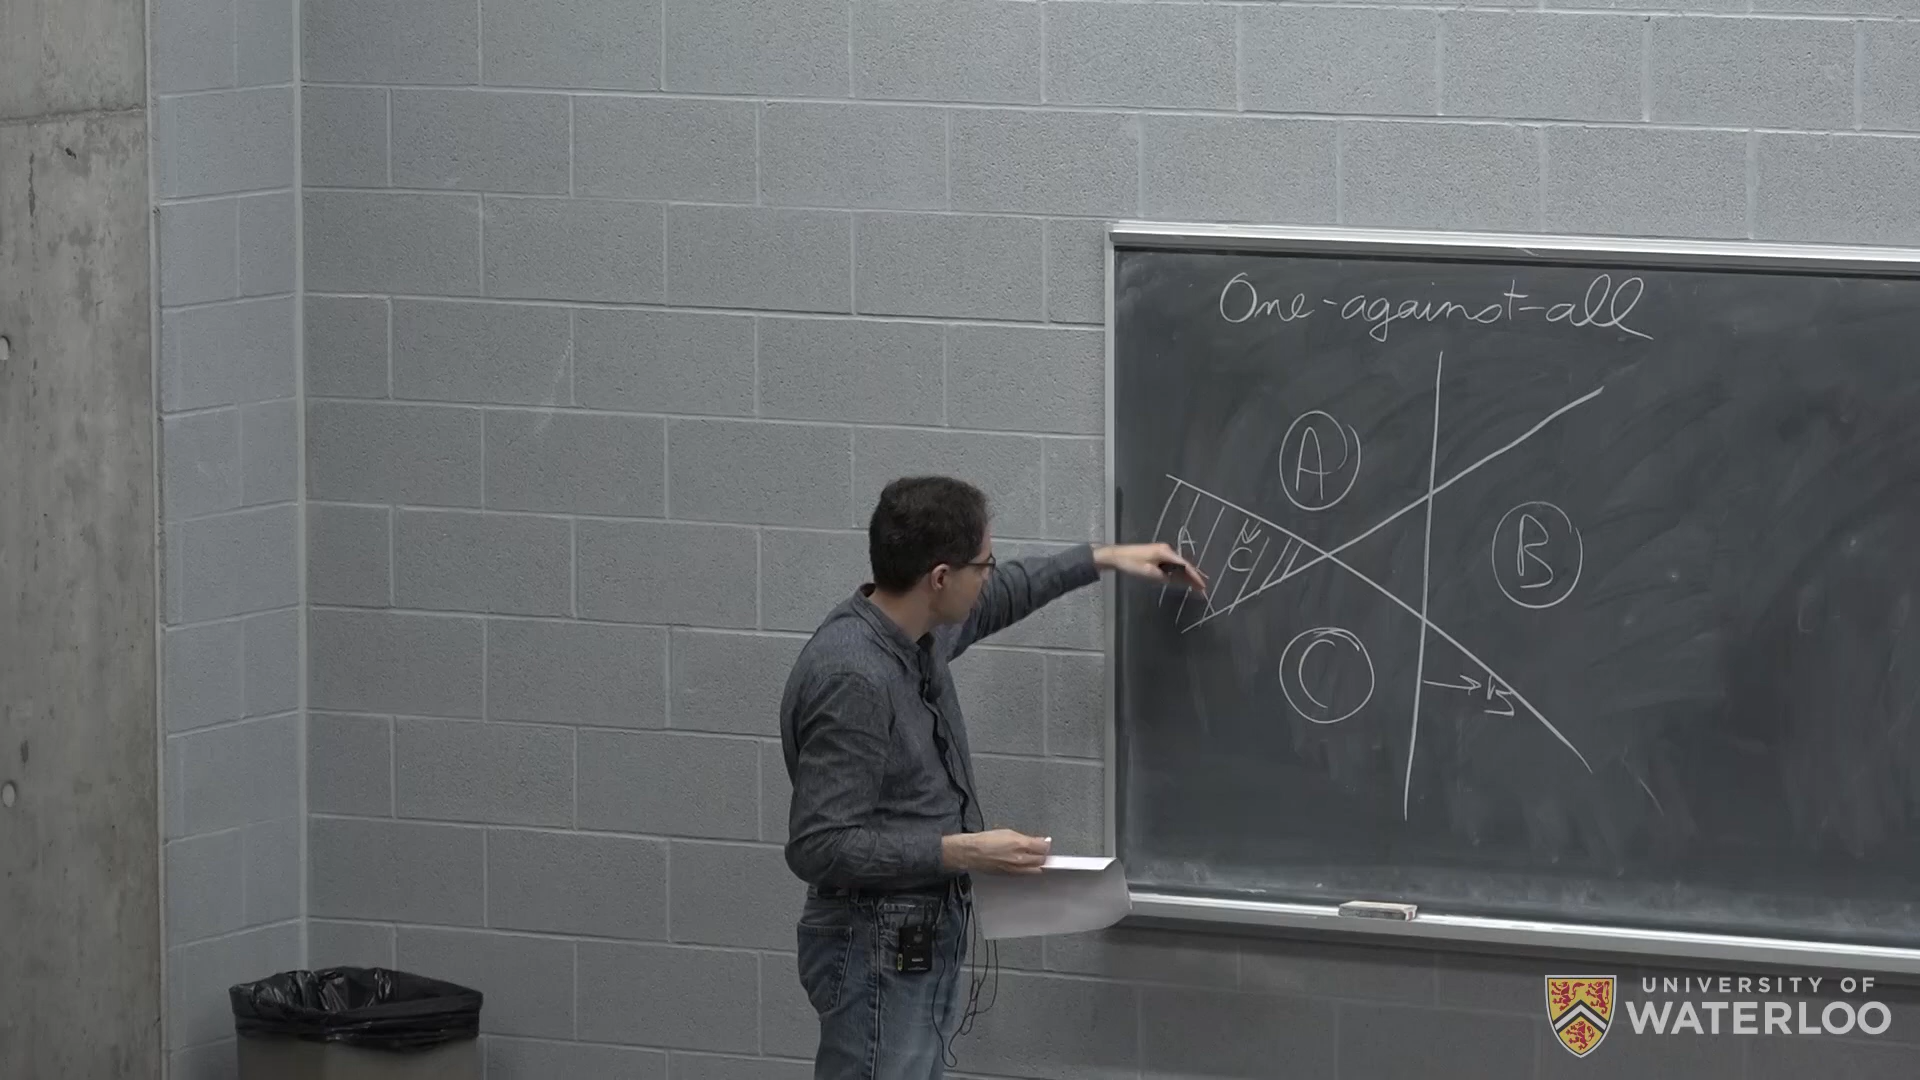 One-against-all
A
B
A v C
C
→ B
UNIVERSITY OF
WATERLOO